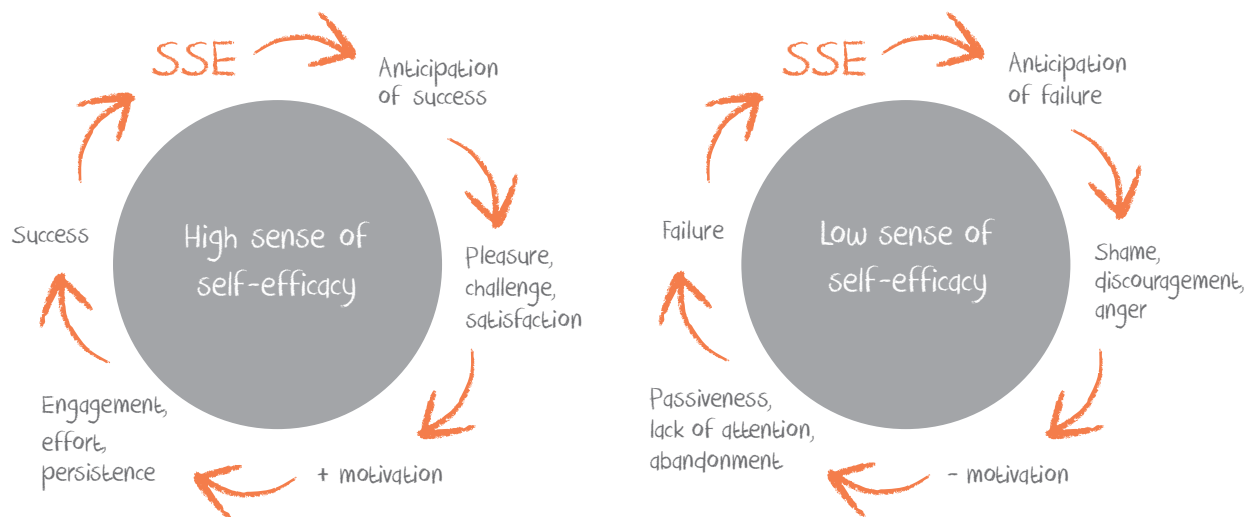 SSE
Anticipation
of success
Pleasure,
challenge,
satisfaction
+ motivation
Engagement,
effort,
persistence
Success
High sense of
self-efficacy
SSE
Anticipation
of failure
Shame,
discouragement,
anger
- motivation
Passiveness,
lack of attention,
abandonment
Failure
Low sense of
self-efficacy